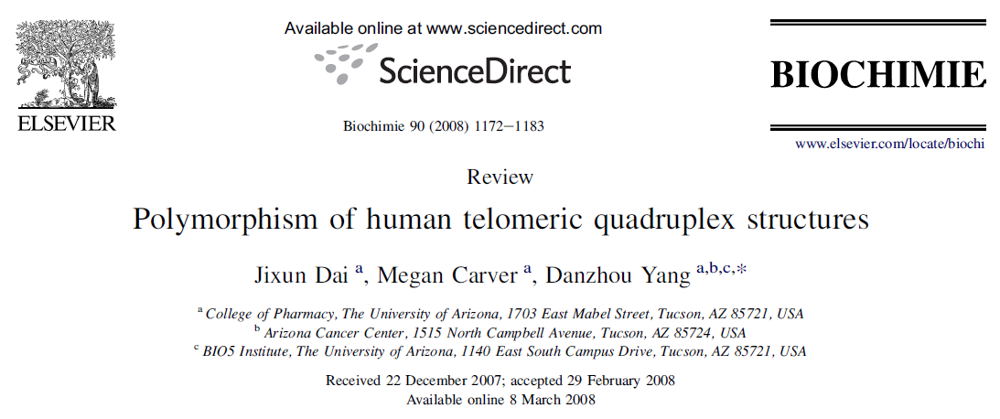 Available online at www.sciencedirect.com
ScienceDirect
ELSEVIER
BIOCHIMIE
Biochimie 90 (2008) 1172–1183
www.elsevier.com/locate/biochi
Review
Polymorphism of human telomeric quadruplex structures
Jixun Dai a, Megan Carver a, Danzhou Yang a,b,c,*
a College of Pharmacy, The University of Arizona, 1703 East Mabel Street, Tucson, AZ 85721, USA
b Arizona Cancer Center, 1515 North Campbell Avenue, Tucson, AZ 85724, USA
c BIO5 Institute, The University of Arizona, 1140 East South Campus Drive, Tucson, AZ 85721, USA
Received 22 December 2007; accepted 29 February 2008
Available online 8 March 2008